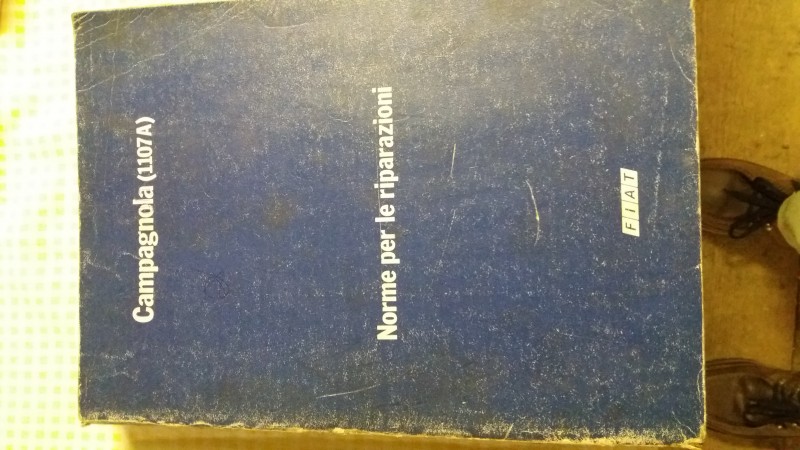 Campagnola (1107A)
Norme per le riparazioni
FIAT